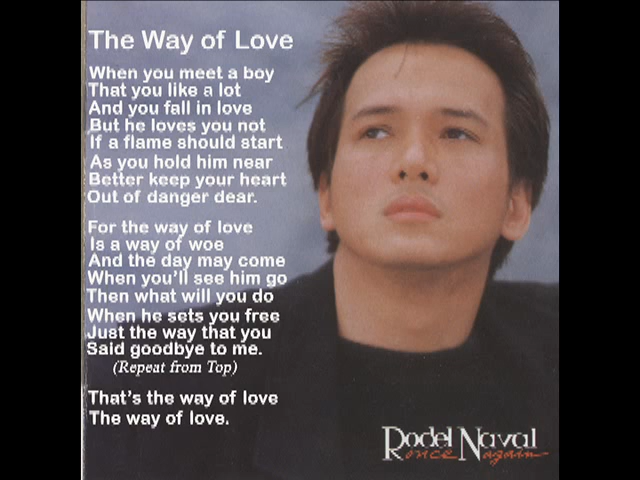 The Way of Love
When you meet a boy
That you like a lot
And you fall in love
But he loves you not
If a flame should start
As you hold him near
Better keep your heart
Out of danger dear.
For the way of love
Is a way of woe
And the day may come
When you'll see him go
Then what will you do
When he sets you free
Just the way that you
Said goodbye to me.
(Repeat from Top)
That's the way of love
The way of love.
Rodel Naval
once again